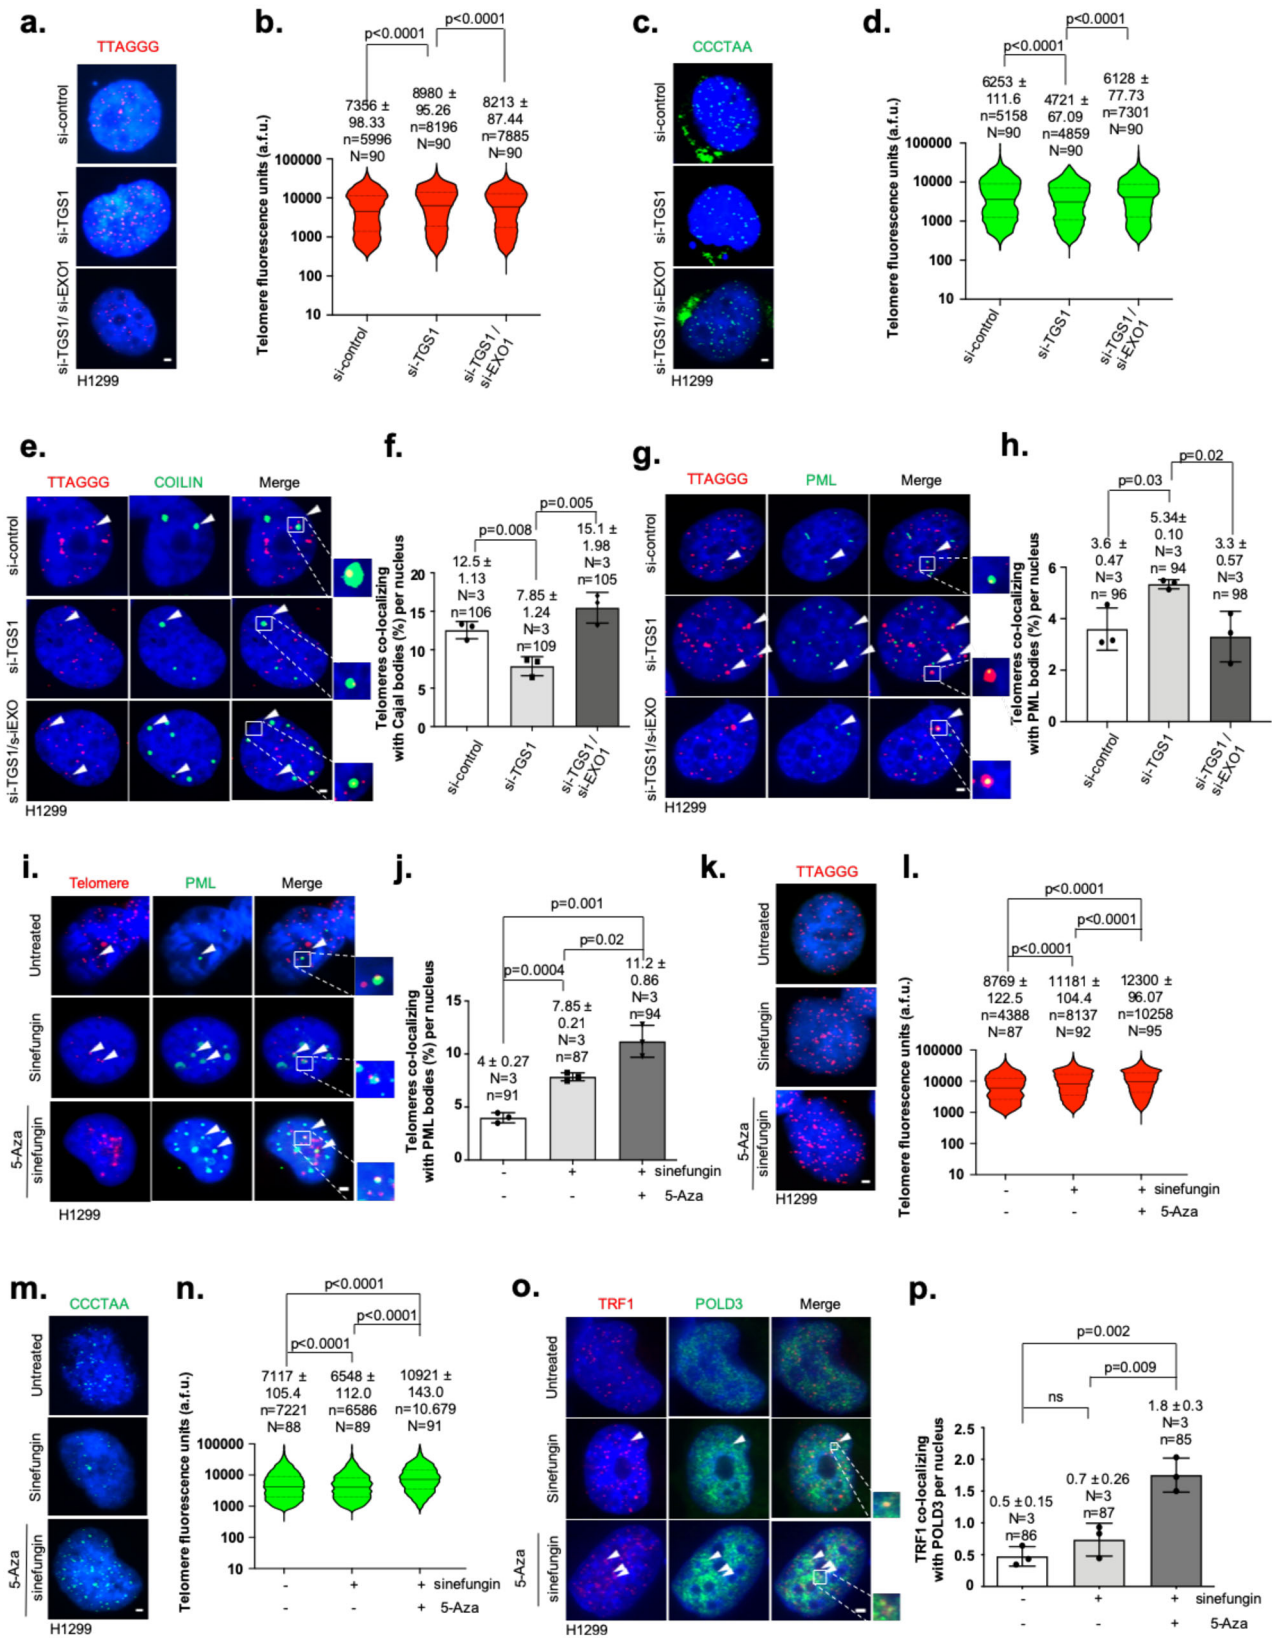 a.
TTAGGG
si-control
si-TGS1
si-TGS1/ si-EXO1
H1299
b.
p<0.0001
p<0.0001
7356 ±
98.33
n=5996
N=90
8980 ±
95.26
n=8196
N=90
8213 ±
87.44
n=7885
N=90
Telomere fluorescence units (a.f.u.)
100000
10000
1000
100
10
si-control
si-TGS1
si-TGS1 /
si-EXO1
c.
CCCTAA
si-control
si-TGS1
si-TGS1/ si-EXO1
H1299
d.
p<0.0001
p<0.0001
6253 ±
111.6
n=5158
N=90
4721 ±
67.09
n=4859
N=90
6128 ±
77.73
n=7301
N=90
Telomere fluorescence units (a.f.u.)
100000
10000
1000
100
10
si-control
si-TGS1
si-TGS1 /
si-EXO1
e.
TTAGGG COILIN Merge
si-control
si-TGS1
si-TGS1/s-iEXO1
H1299
f.
p=0.005
p=0.008
12.5 ±
1.13
N=3
n=106
7.85 ±
1.24
N=3
n=109
15.1 ±
1.98
N=3
n=105
Telomeres co-localizing
with Cajal bodies (%) per nucleus
20
15
10
5
0
si-control
si-TGS1
si-TGS1 /
si-EXO1
g.
TTAGGG PML Merge
si-control
si-TGS1
si-TGS1/si-EXO1
H1299
h.
p=0.02
p=0.03
3.6 ±
0.47
N=3
n= 96
5.34±
0.10
N=3
n= 94
3.3 ±
0.57
N=3
n= 98
Telomeres co-localizing
with PML bodies (%) per nucleus
6
4
2
0
si-control
si-TGS1
si-TGS1 /
si-EXO1
i.
Telomere PML Merge
Untreated
Sinefungin
5-Aza
sinefungin
H1299
j.
p=0.001
p=0.02
p=0.0004
4 ± 0.27
N=3
n=91
7.85 ±
0.21
N=3
n=87
11.2 ±
0.86
N=3
n=94
Telomeres co-localizing
with PML bodies (%) per nucleus
15
10
5
0
- + + sinefungin
- - + 5-Aza
k.
TTAGGG
Untreated
Sinefungin
5-Aza
sinefungin
H1299
l.
p<0.0001
p<0.0001
p<0.0001
8769 ±
122.5
n=4388
N=87
11181 ±
104.4
n=8137
N=92
12300 ±
96.07
n=10258
N=95
Telomere fluorescence units (a.f.u.)
100000
10000
1000
100
10
- + + sinefungin
- - + 5-Aza
m.
CCCTAA
Untreated
Sinefungin
5-Aza
sinefungin
H1299
n.
p<0.0001
p<0.0001
p<0.0001
7117 ±
105.4
n=7221
N=88
6548 ±
112.0
n=6586
N=89
10921 ±
143.0
n=10.679
N=91
Telomere fluorescence units (a.f.u.)
100000
10000
1000
100
10
- + + sinefungin
- - + 5-Aza
o.
TRF1 POLD3 Merge
Untreated
Sinefungin
5-Aza
sinefungin
H1299
p.
p=0.002
p=0.009
ns
0.5 ± 0.15
N=3
n=86
0.7 ± 0.26
N=3
n=87
1.8 ± 0.3
N=3
n=85
TRF1 co-localizing
with POLD3 per nucleus
2.5
2.0
1.5
1.0
0.5
0
- + + sinefungin
- - + 5-Aza